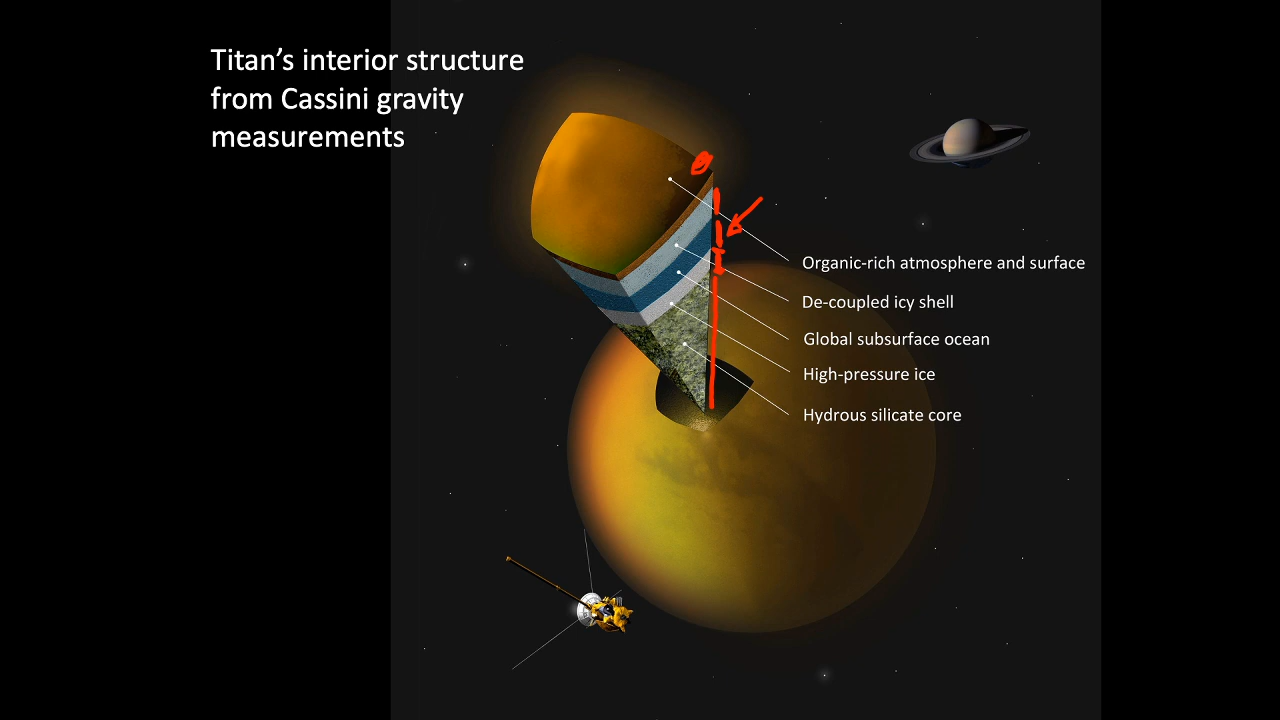 Titan’s interior structure
from Cassini gravity
measurements
Organic-rich atmosphere and surface
De-coupled icy shell
Global subsurface ocean
High-pressure ice
Hydrous silicate core